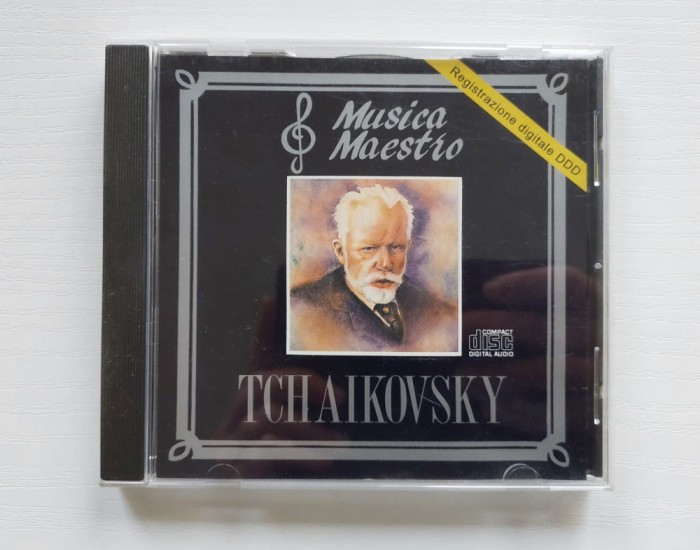 Musica
Maestro
Registrazione digitale DDD
COMPACT
disc
DIGITAL AUDIO
TCHAIKOVSKY